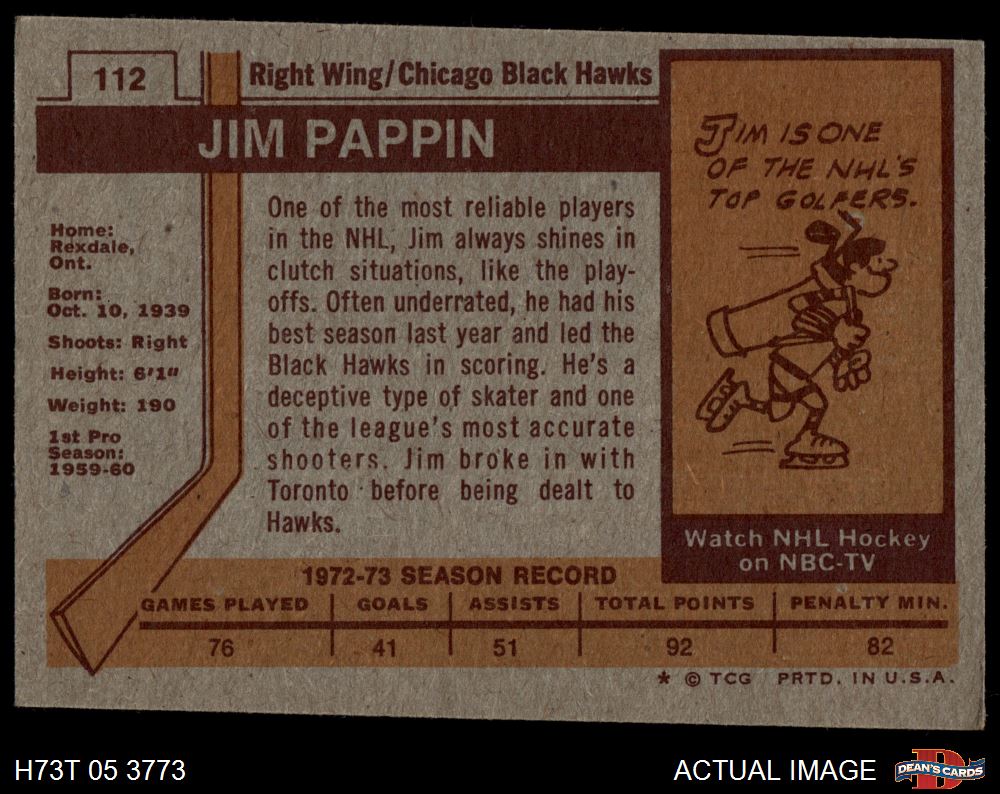 112
Right Wing/Chicago Black Hawks
JIM PAPPIN
Home:
Rexdale,
Ont.
Born:
Oct. 10, 1939
Shoots: Right
Height: 6'1"
Weight: 190
1st Pro
Season:
1959-60
One of the most reliable players
in the NHL, Jim always shines in
clutch situations, like the play-
offs. Often underrated, he had his
best season last year and led the
Black Hawks in scoring. He's a
deceptive type of skater and one
of the league's most accurate
shooters. Jim broke in with
Toronto before being dealt to
Hawks.
JIM IS ONE
OF THE NHL'S
TOP GOLFERS.
Watch NHL Hockey
on NBC-TV
1972-73 SEASON RECORD
GAMES PLAYED GOALS ASSISTS TOTAL POINTS PENALTY MIN.
76 41 51 92 82
* © TCG PRTD. IN U.S.A.
H73T 05 3773
ACTUAL IMAGE
DEAN'S CARDS